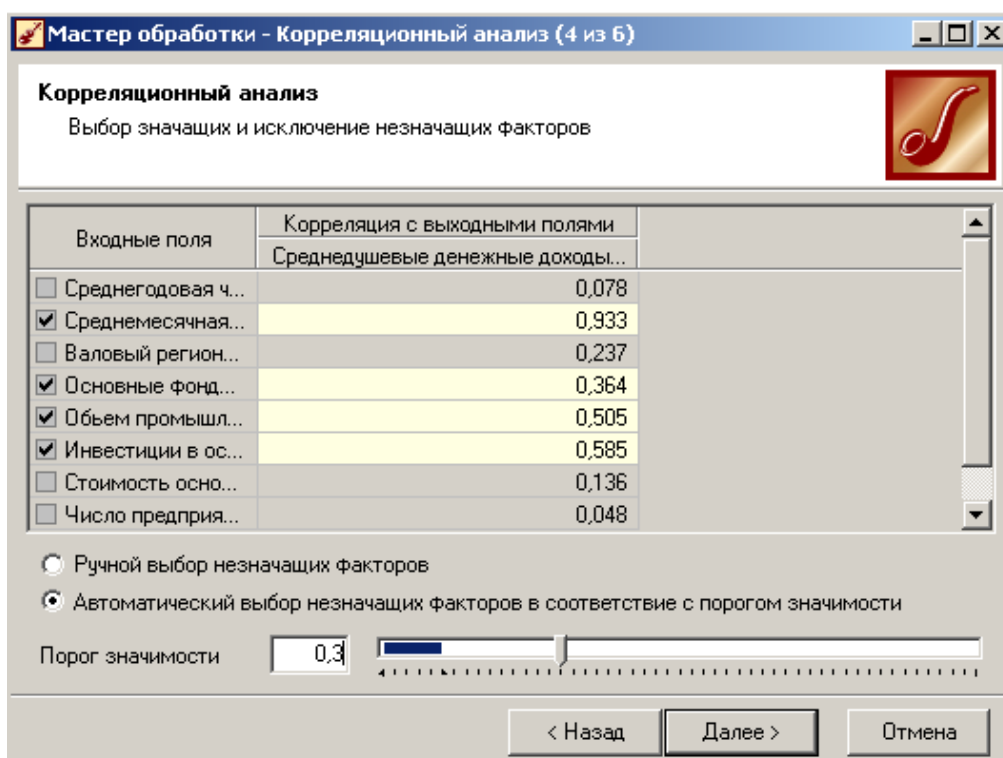 Мастер обработки - Корреляционный анализ (4 из 6)
Корреляционный анализ
Выбор значащих и исключение незначащих факторов
Входные поля
Корреляция с выходными полями
Среднедушевые денежные доходы...
Среднегодовая ч... 0,078
Среднемесячная... 0,933
Валовый регион... 0,237
Основные фонд... 0,364
Обьем промышл... 0,505
Инвестиции в ос... 0,585
Стоимость осно... 0,136
Число предприя... 0,048
Ручной выбор незначащих факторов
Автоматический выбор незначащих факторов в соответствие с порогом значимости
Порог значимости 0,3
< Назад Далее > Отмена